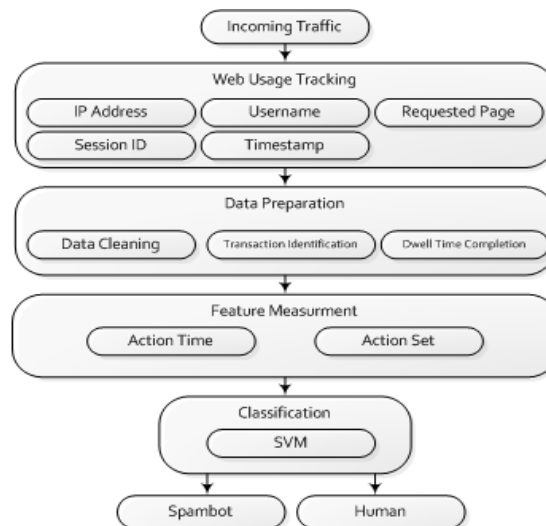 Incoming Traffic
Web Usage Tracking
IP Address
Username
Requested Page
Session ID
Timestamp
Data Preparation
Data Cleaning
Transaction Identification
Dwell Time Completion
Feature Measurment
Action Time
Action Set
Classification
SVM
Spambot
Human